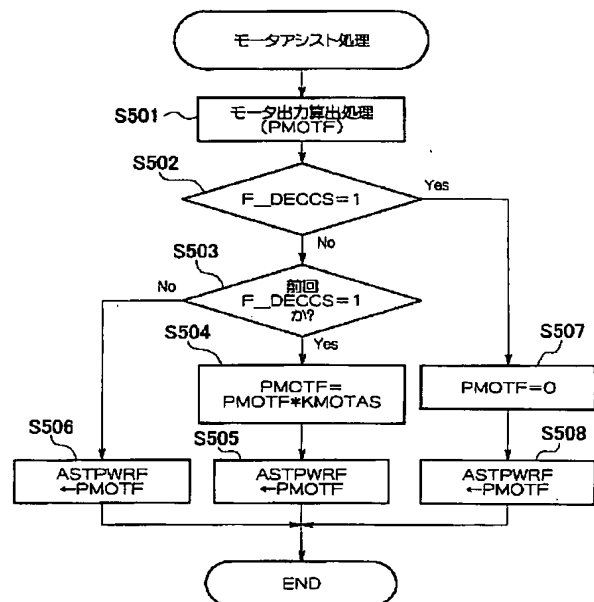 モータアシスト処理
S501
モータ出力算出処理
(PMOTF)
S502
F__DECCS=1
Yes
No
S503
前回
F__DECCS=1
か?
No
Yes
S504
PMOTF=
PMOTF*KMOTAS
S507
PMOTF=0
S506
ASTPWRF
←PMOTF
S505
ASTPWRF
←PMOTF
S508
ASTPWRF
←PMOTF
END